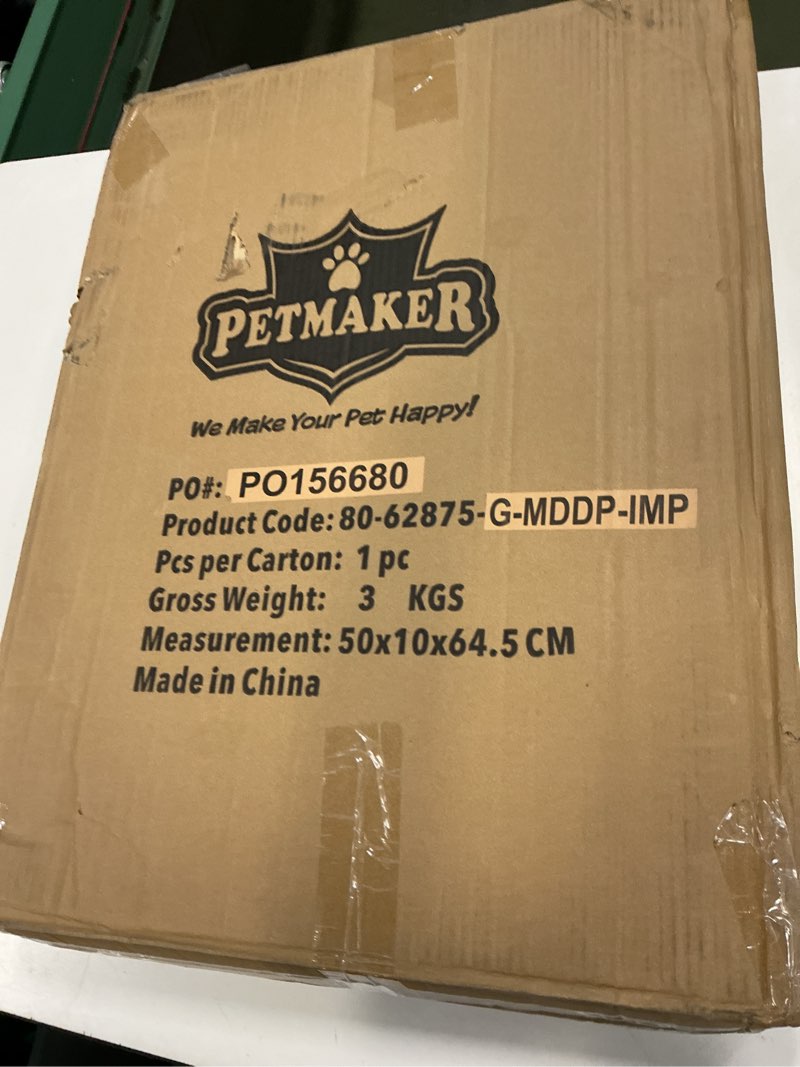 PETMAKER
We Make Your Pet Happy!
PO#: PO156680
Product Code: 80-62875-G-MDDP-IMP
Pcs per Carton: 1 pc
Gross Weight: 3 KGS
Measurement: 50x10x64.5 CM
Made in China